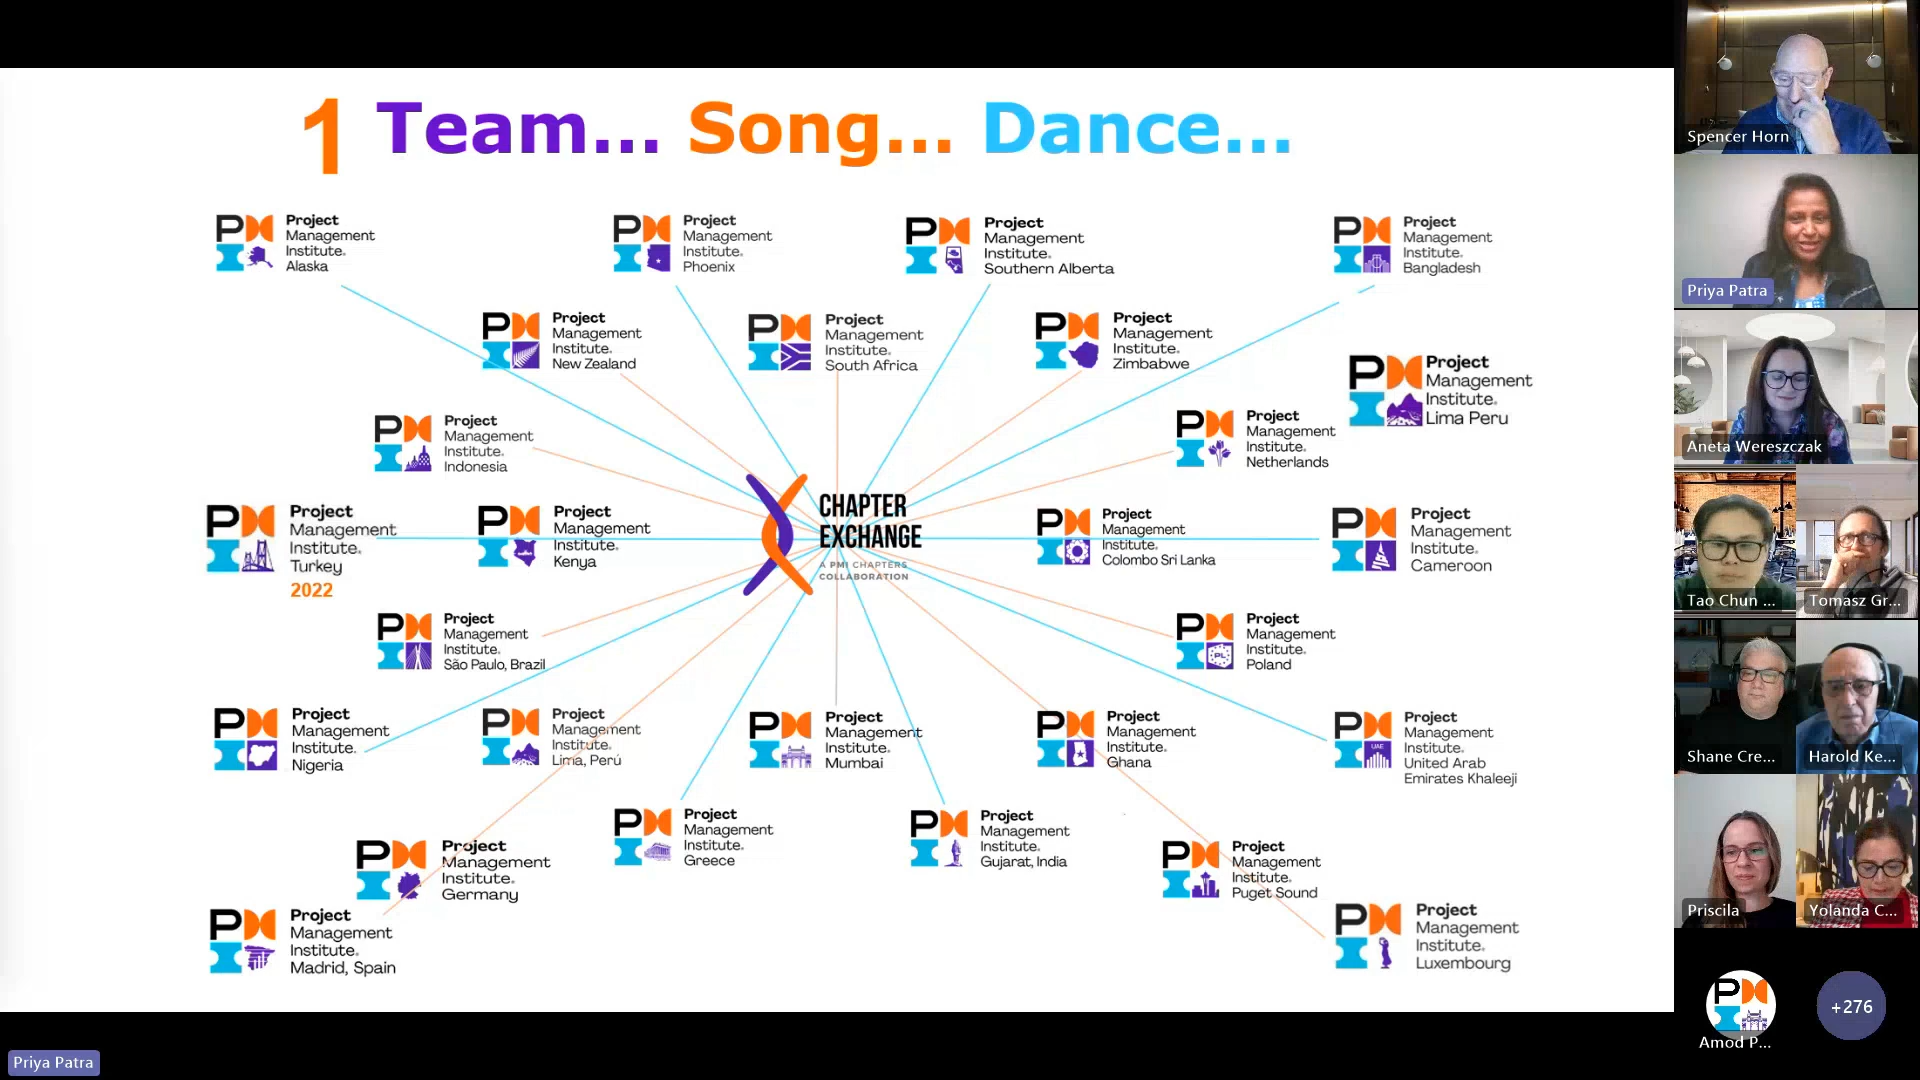 1 Team... Song... Dance...
Project
Management
Institute.
Alaska
Project
Management
Institute.
Phoenix
Project
Management
Institute.
Southern Alberta
Project
Management
Institute.
Bangladesh
Project
Management
Institute.
New Zealand
Project
Management
Institute.
South Africa
Project
Management
Institute.
Zimbabwe
Project
Management
Institute.
Lima Peru
Project
Management
Institute.
Indonesia
Project
Management
Institute.
Netherlands
Project
Management
Institute.
Turkey
2022
Project
Management
Institute.
Kenya
CHAPTER
EXCHANGE
A PMI CHAPTERS
COLLABORATION
Project
Management
Institute.
Colombo Sri Lanka
Project
Management
Institute.
Cameroon
Project
Management
Institute.
São Paulo, Brazil
Project
Management
Institute.
Poland
PL
Project
Management
Institute.
Nigeria
Project
Management
Institute.
Lima, Perú
Project
Management
Institute.
Mumbai
Project
Management
Institute.
Ghana
UAE
Project
Management
Institute.
United Arab
Emirates Khaleeji
Project
Management
Institute.
Germany
Project
Management
Institute.
Greece
Project
Management
Institute.
Gujarat, India
Project
Management
Institute.
Puget Sound
Project
Management
Institute.
Madrid, Spain
Project
Management
Institute.
Luxembourg
Spencer Horn
Priya Patra
Aneta Wereszczak
Tao Chun ...
Tomasz Gr...
Shane Cre...
Harold Ke...
Priscila
Yolanda C...
Amod P...
+276
Priya Patra